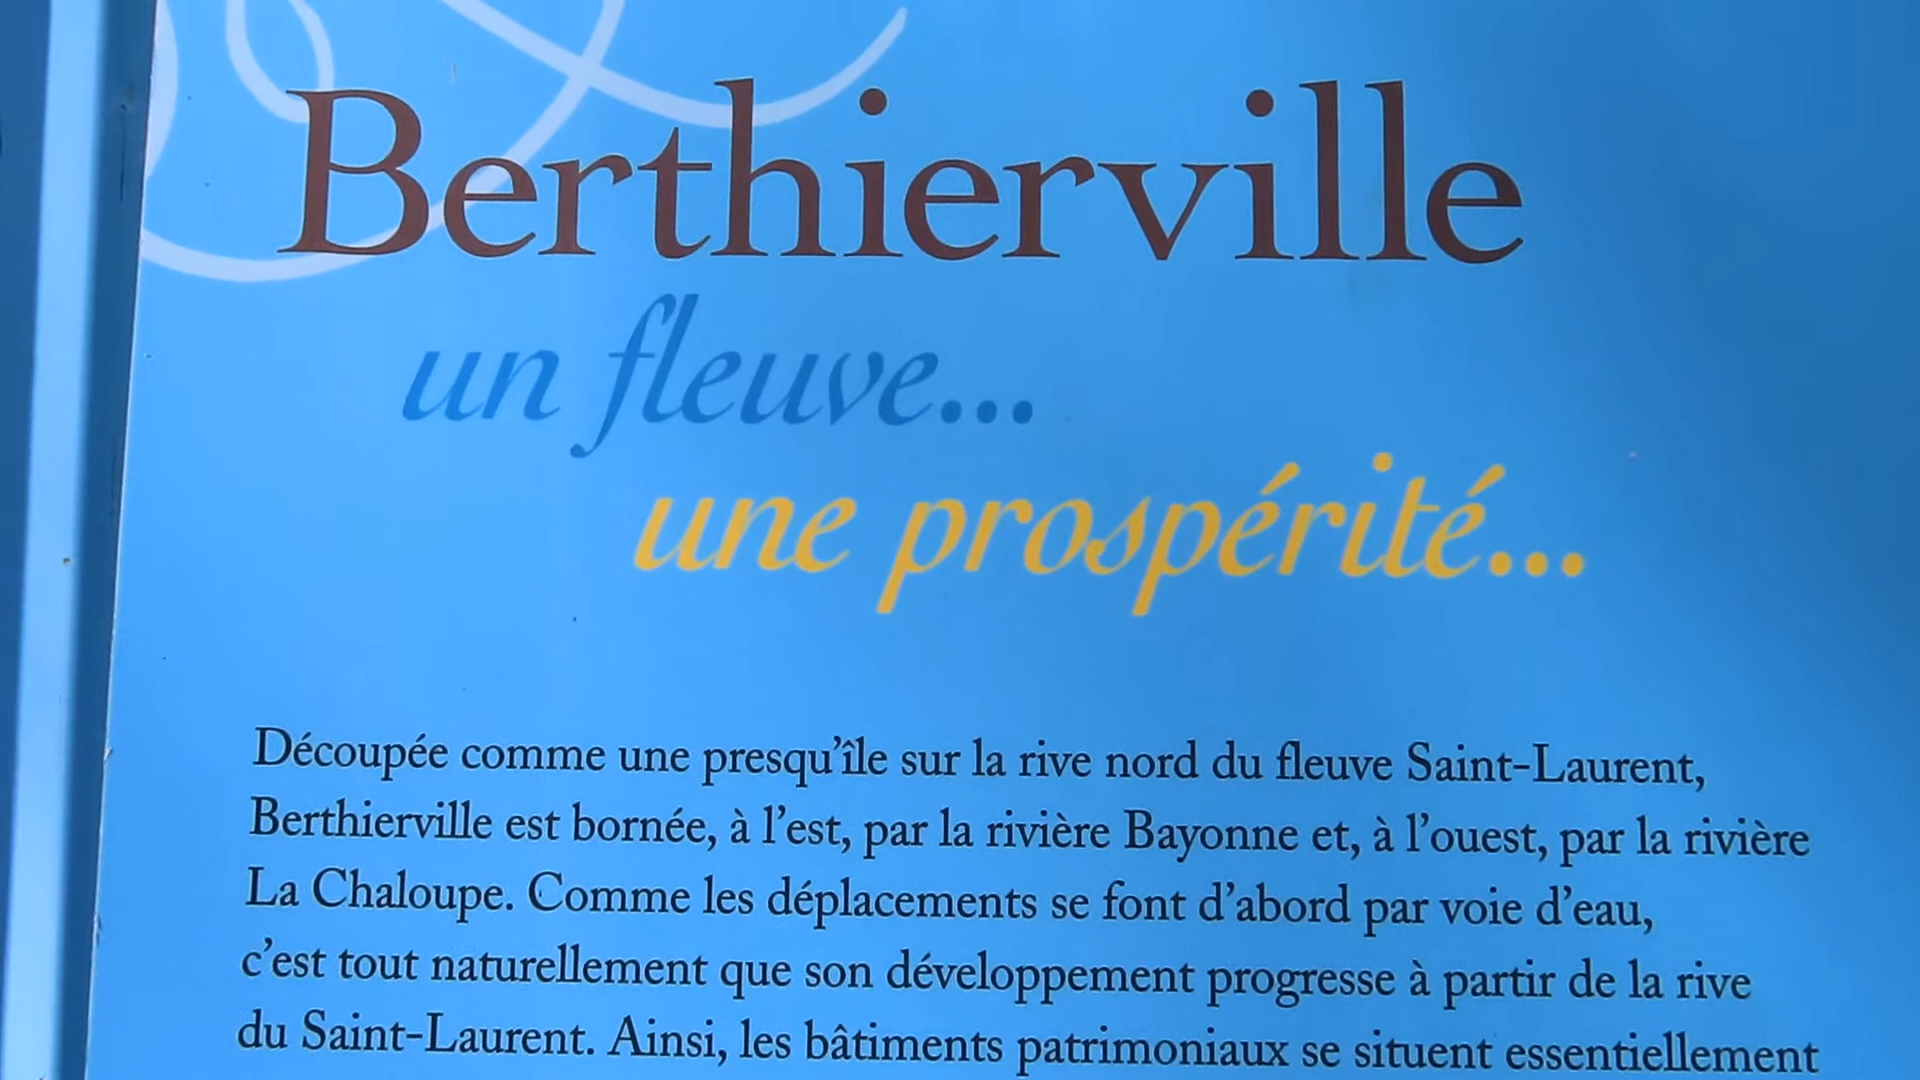 Berthierville
un fleuve...
une prospérité...
Découpée comme une presqu’île sur la rive nord du fleuve Saint-Laurent,
Berthierville est bornée, à l’est, par la rivière Bayonne et, à l’ouest, par la rivière
La Chaloupe. Comme les déplacements se font d’abord par voie d’eau,
c’est tout naturellement que son développement progresse à partir de la rive
du Saint-Laurent. Ainsi, les bâtiments patrimoniaux se situent essentiellement